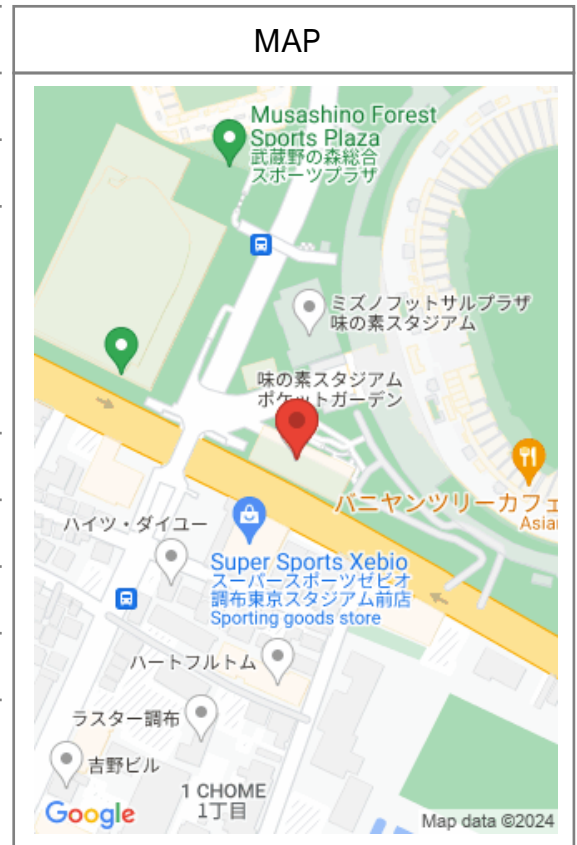 MAP
Musashino Forest
Sports Plaza
武蔵野の森総合
スポーツプラザ
ミズノフットサルプラザ
味の素スタジアム
味の素スタジアム
ポケットガーデン
バニヤンツリーカフェ
Asian
ハイツ・ダイユー
Super Sports Xebio
スーパースポーツゼビオ
調布東京スタジアム前店
Sporting goods store
ハートフルトム
ラスター調布
吉野ビル
1 CHOME
1丁目
Google
Map data ©2024